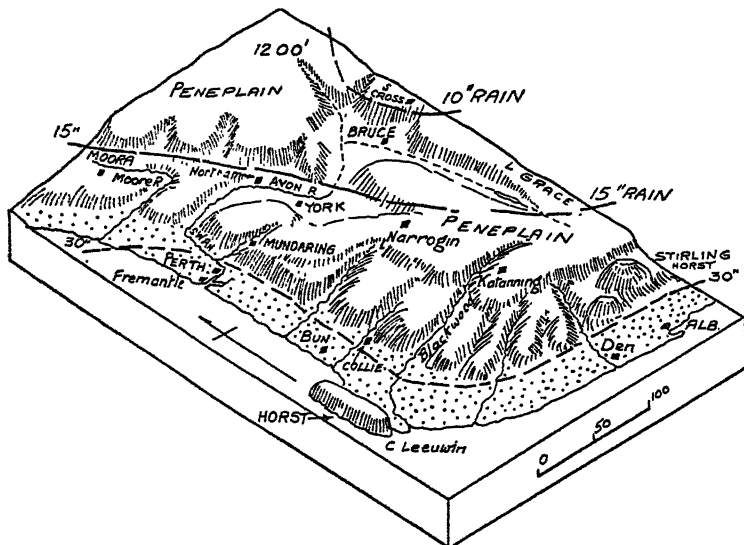 1200'
PENEPLAIN
S
CROSS
10" RAIN
BRUCE
15"
MOORA
Moore R
Northam
AVON R
YORK
L GRACE
15" RAIN
PENEPLAIN
Narrogin
SWAN
MUNDARING
30"
PERTH
Fremantle
Katanning
STIRLING
HORST
30"
Blackwood
BUN
COLLIE
Den
ALB.
HORST
C Leeuwin
0 50 100